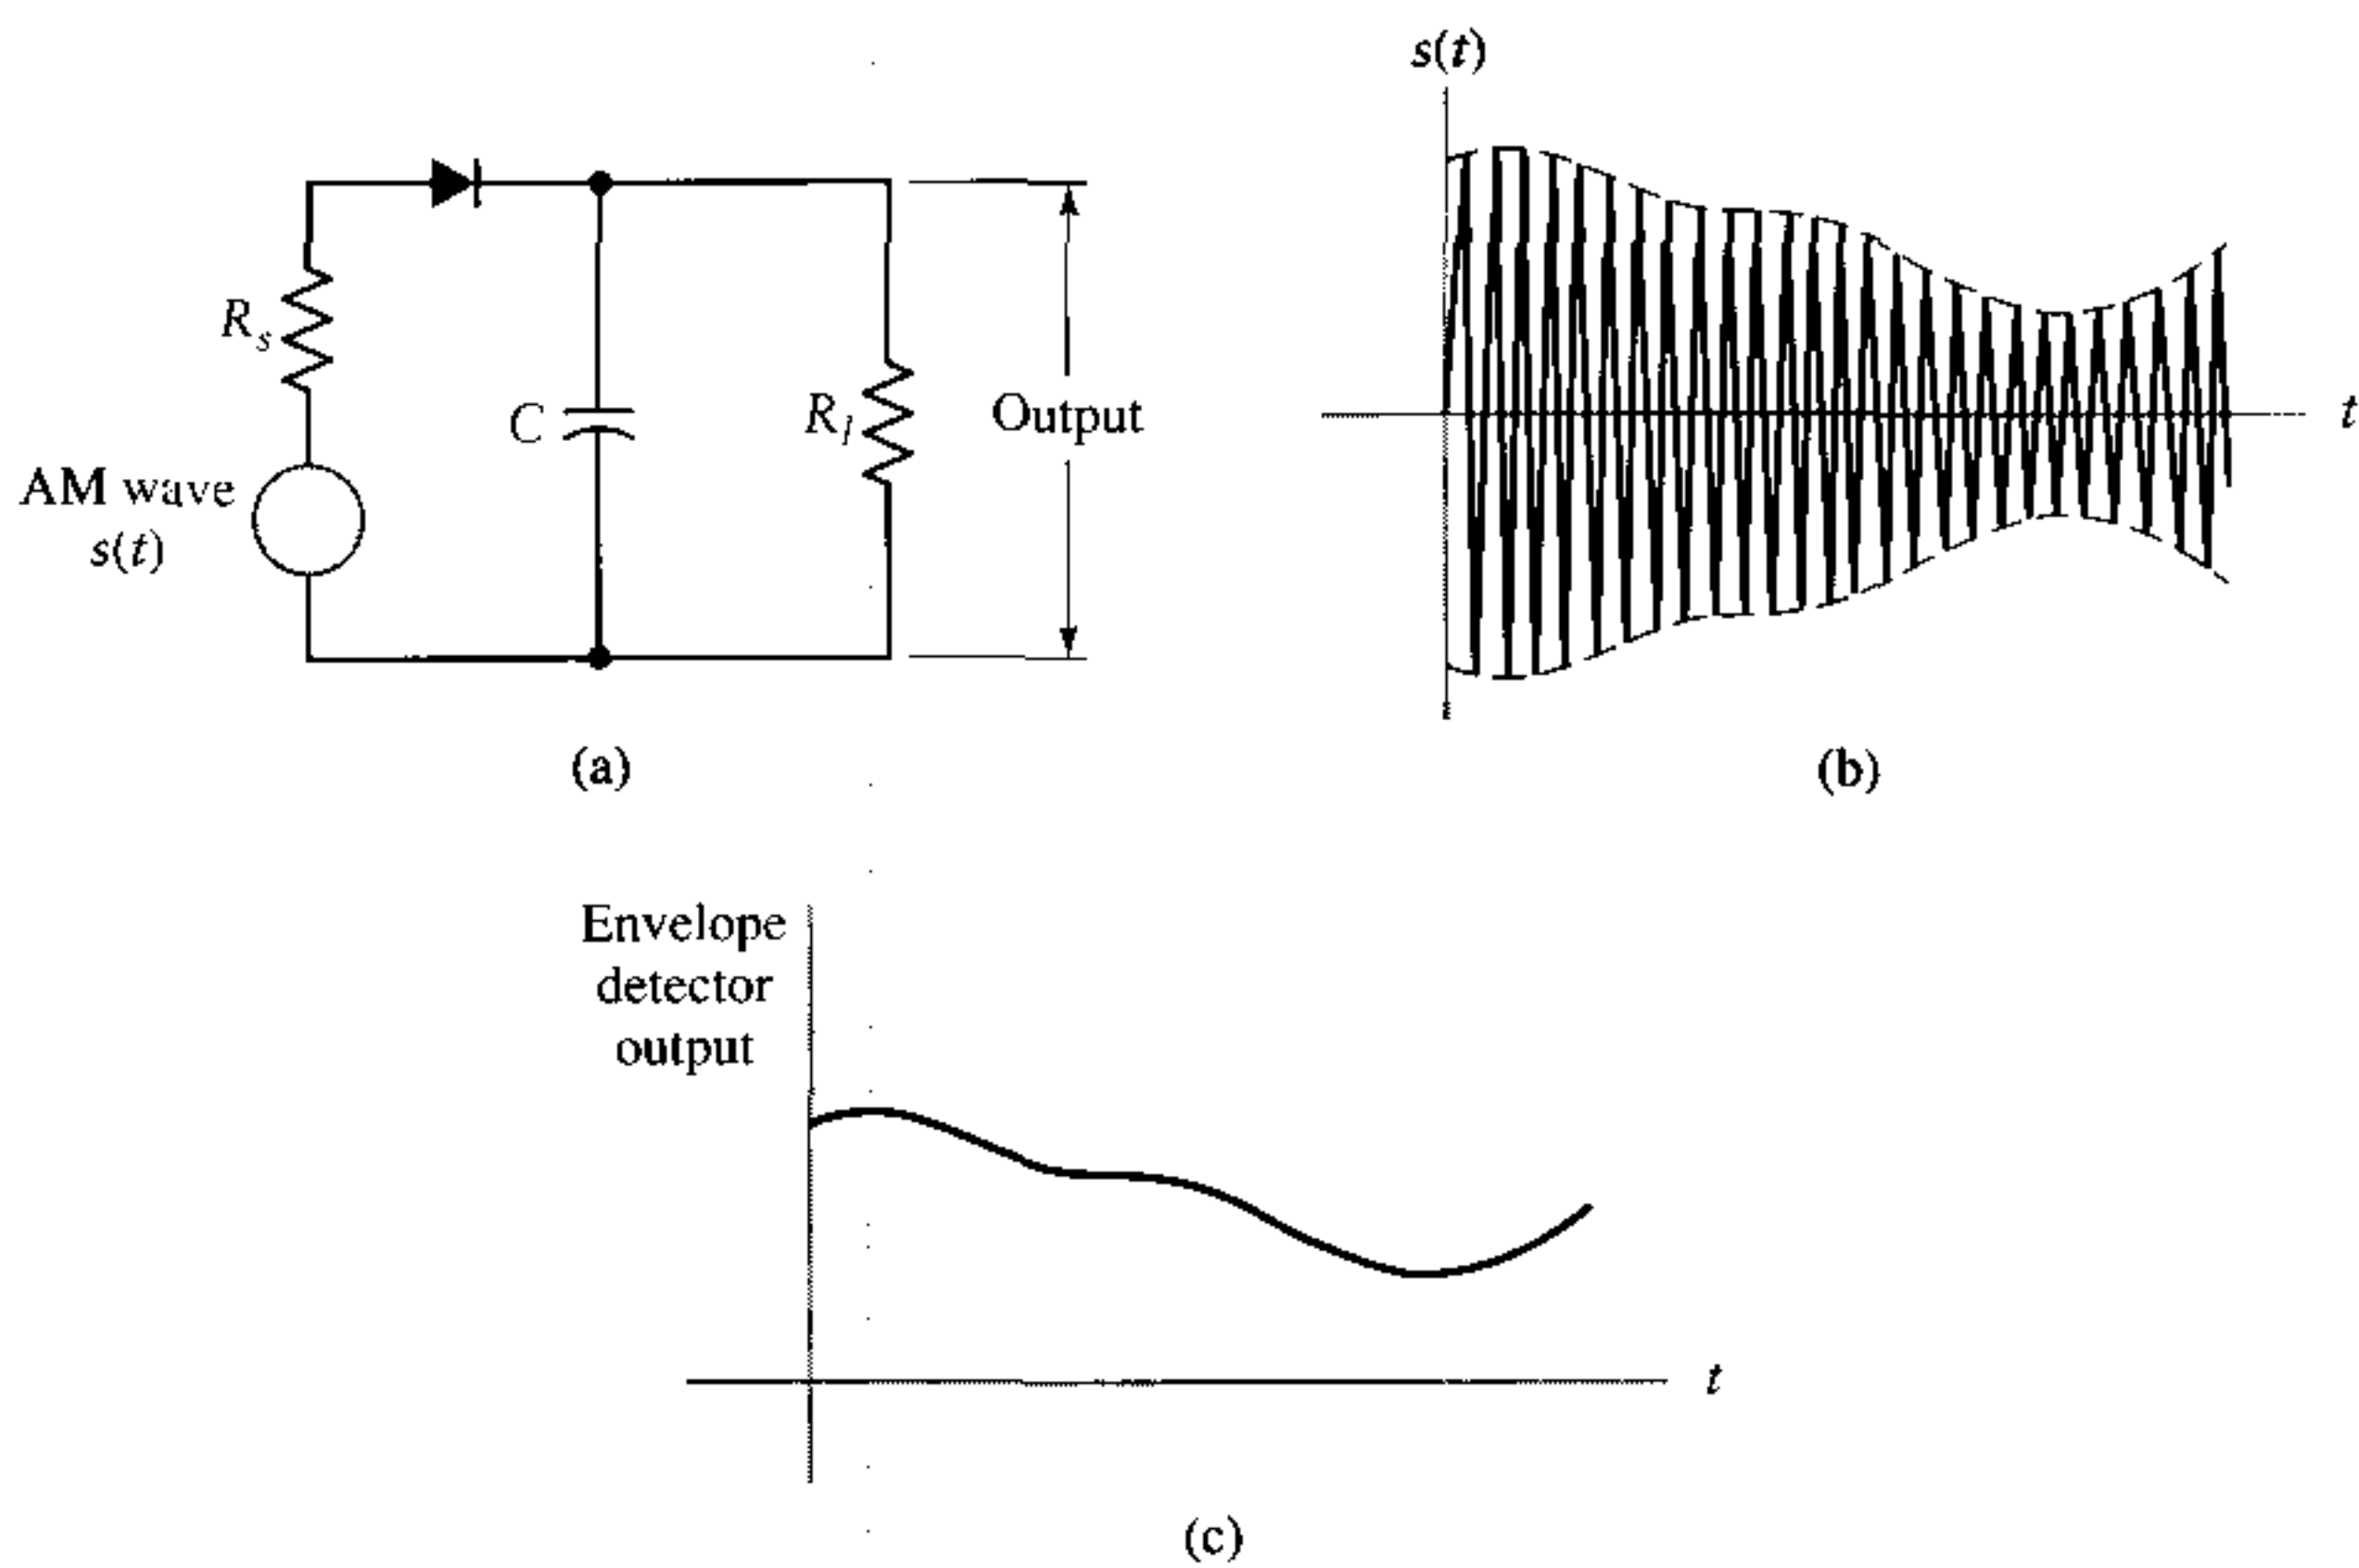 s(t)
R_s
C
R_l
Output
AM wave
s(t)
t
(a)
(b)
Envelope
detector
output
t
(c)